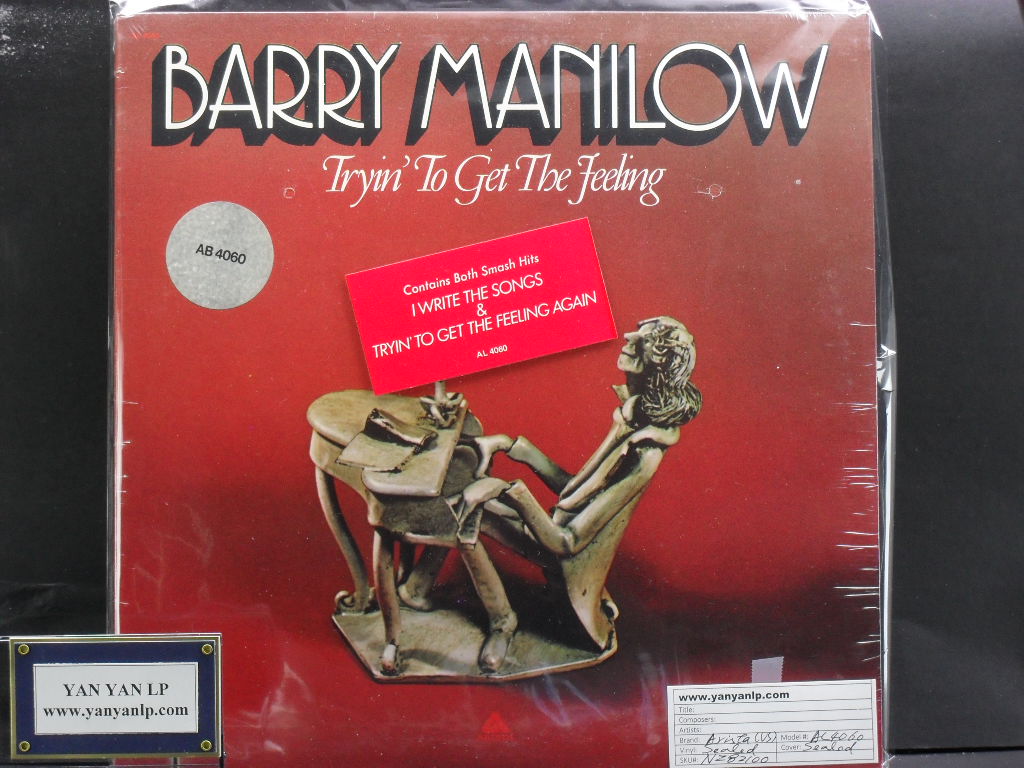 BARRY MANILOW
Tryin' To Get The Feeling
AB 4060
Contains Both Smash Hits
I WRITE THE SONGS
&
TRYIN' TO GET THE FEELING AGAIN
AL 4060
YAN YAN LP
www.yanyanlp.com
www.yanyanlp.com
Title:
Composers:
Artists:
Brand: Arista (US) Model #: AL4060
Vinyl: Sealed Cover: Sealed
SKU#: NZ82100